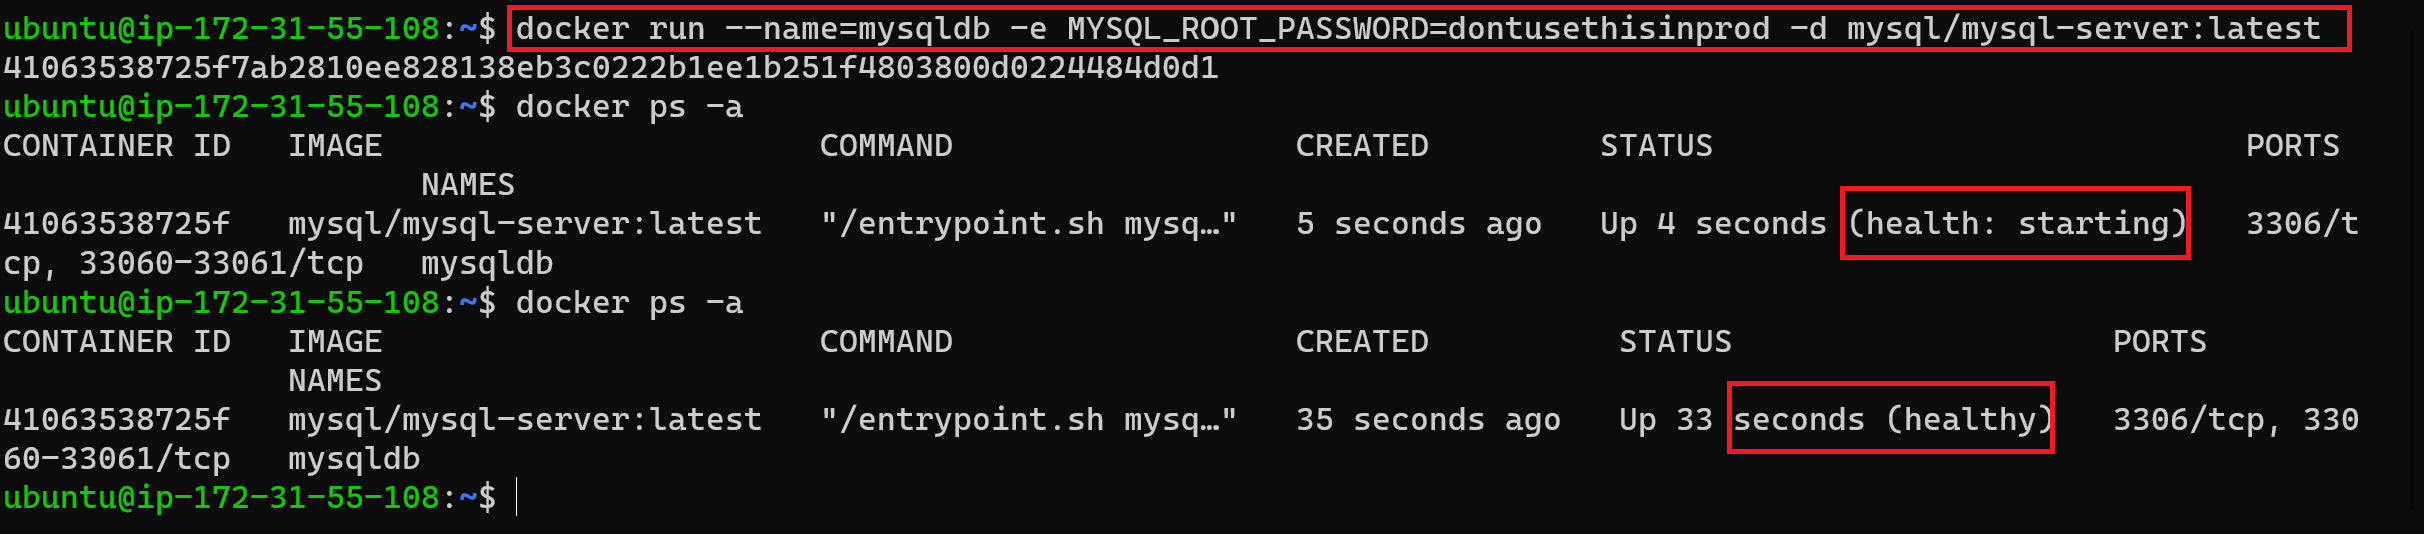 ubuntu@ip-172-31-55-108:~$ docker run --name=mysqldb -e MYSQL_ROOT_PASSWORD=dontusethisinprod -d mysql/mysql-server:latest
41063538725f7ab2810ee828138eb3c0222b1ee1b251f4803800d0224484d0d1
ubuntu@ip-172-31-55-108:~$ docker ps -a
CONTAINER ID   IMAGE                       COMMAND                  CREATED         STATUS                            PORTS
                      NAMES
41063538725f   mysql/mysql-server:latest   "/entrypoint.sh mysq…"   5 seconds ago   Up 4 seconds (health: starting)   3306/t
cp, 33060-33061/tcp   mysqldb
ubuntu@ip-172-31-55-108:~$ docker ps -a
CONTAINER ID   IMAGE                       COMMAND                  CREATED          STATUS                    PORTS
               NAMES
41063538725f   mysql/mysql-server:latest   "/entrypoint.sh mysq…"   35 seconds ago   Up 33 seconds (healthy)   3306/tcp, 330
60-33061/tcp   mysqldb
ubuntu@ip-172-31-55-108:~$